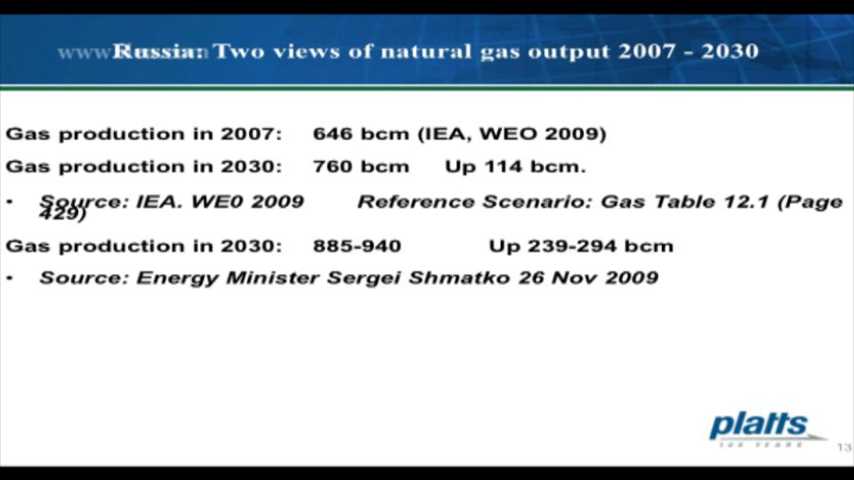 Russia: Two views of natural gas output 2007 - 2030
Gas production in 2007: 646 bcm (IEA, WEO 2009)
Gas production in 2030: 760 bcm Up 114 bcm.
• Source: IEA. WE0 2009 Reference Scenario: Gas Table 12.1 (Page
429)
Gas production in 2030: 885-940 Up 239-294 bcm
• Source: Energy Minister Sergei Shmatko 26 Nov 2009
platts
100 YEARS
13